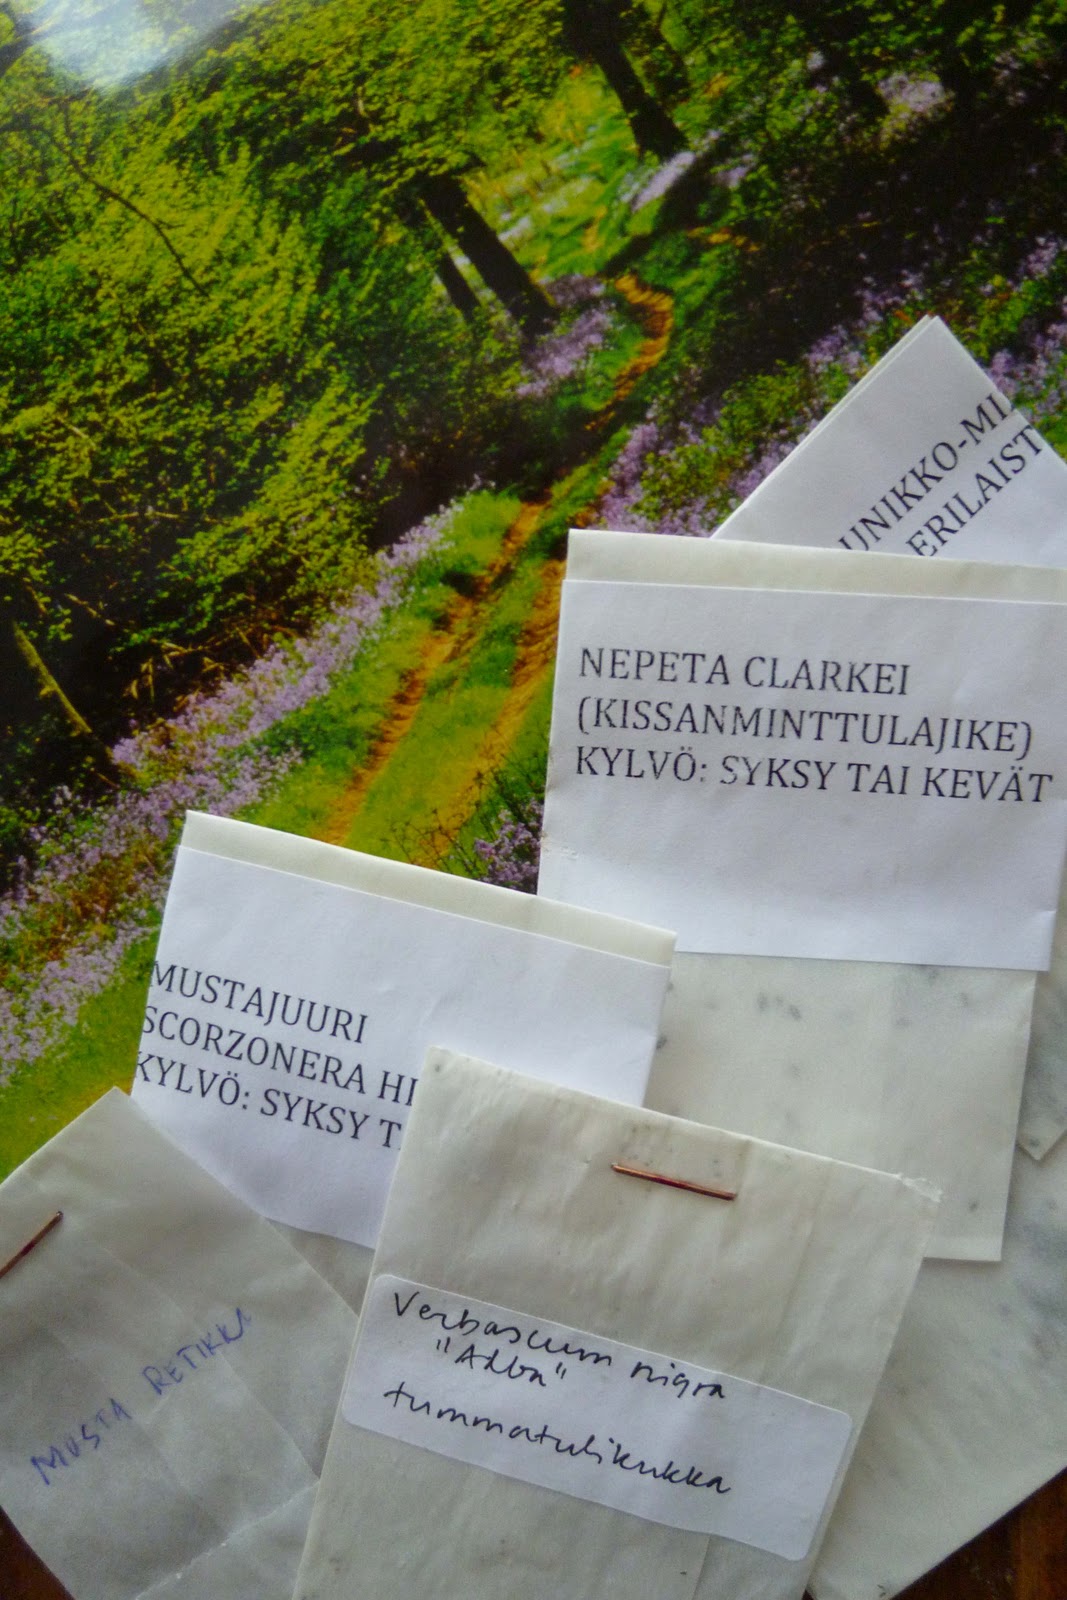 UNIKKO-MI
ERILAIST
NEPETA CLARKEI
(KISSANMINTTULAJIKE)
KYLVÖ: SYKSY TAI KEVÄT
MUSTAJUURI
SCORZONERA HI
KYLVÖ: SYKSY T
Verbascum nigra
"Alba"
tummatulikukka
MUSTA RETIKKA